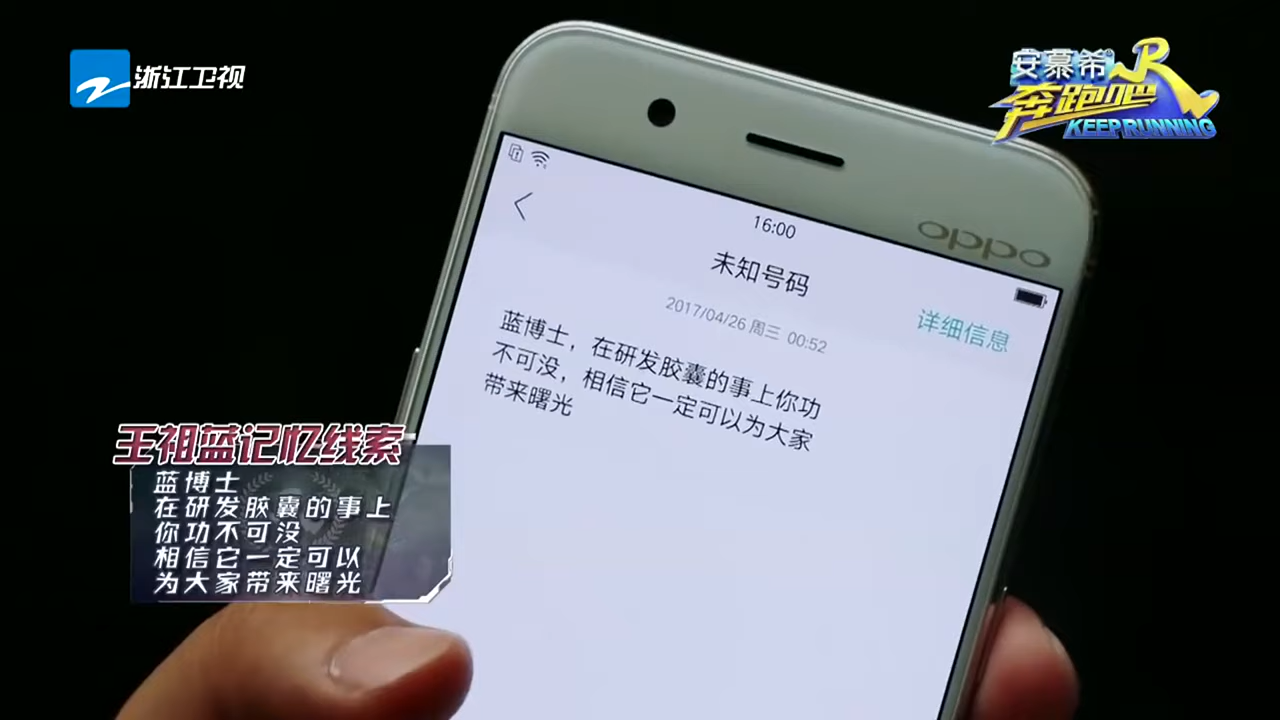 浙江卫视
安慕希
奔跑吧
KEEP RUNNING
16:00
oppo
未知号码
2017/04/26 周三 00:52
详细信息
蓝博士，在研发胶囊的事上你功
不可没，相信它一定可以为大家
带来曙光
王祖蓝记忆线索
蓝博士
在研发胶囊的事上
你功不可没
相信它一定可以
为大家带来曙光